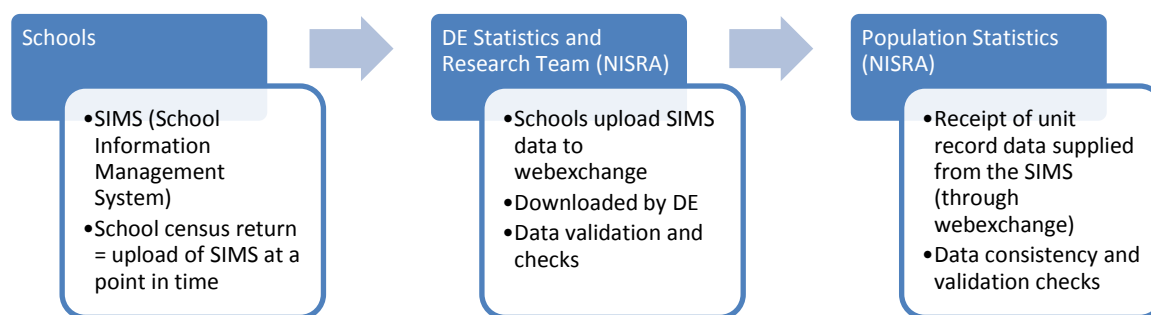 Schools
•SIMS (School
Information
Management
System)
•School census return
= upload of SIMS at a
point in time
DE Statistics and
Research Team (NISRA)
•Schools upload SIMS
data to
webexchange
•Downloaded by DE
•Data validation and
checks
Population Statistics
(NISRA)
•Receipt of unit
record data supplied
from the SIMS
(through
webexchange)
•Data consistency and
validation checks